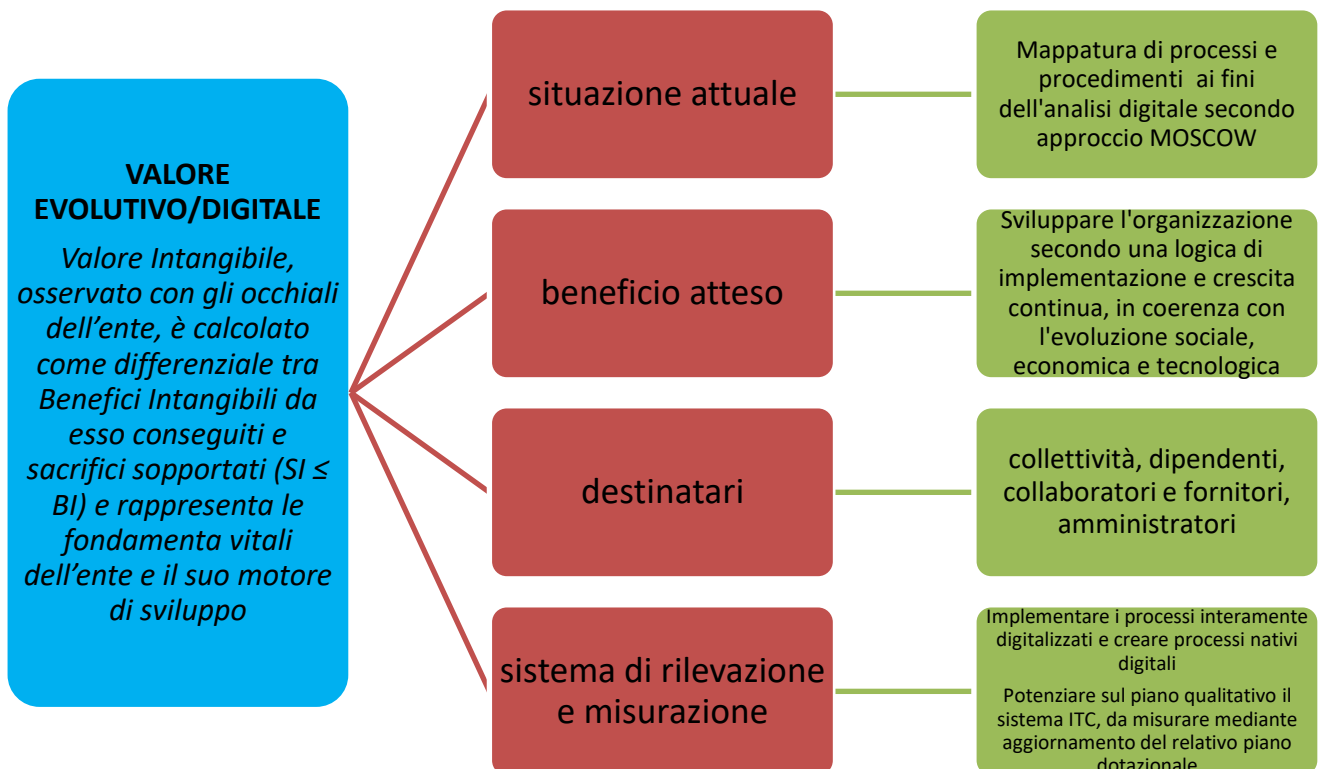 VALORE
EVOLUTIVO/DIGITALE
Valore Intangibile,
osservato con gli occhiali
dell’ente, è calcolato
come differenziale tra
Benefici Intangibili da
esso conseguiti e
sacrifici sopportati (SI ≤
BI) e rappresenta le
fondamenta vitali
dell’ente e il suo motore
di sviluppo
situazione attuale
Mappatura di processi e
procedimenti ai fini
dell'analisi digitale secondo
approccio MOSCOW
beneficio atteso
Sviluppare l'organizzazione
secondo una logica di
implementazione e crescita
continua, in coerenza con
l'evoluzione sociale,
economica e tecnologica
destinatari
collettività, dipendenti,
collaboratori e fornitori,
amministratori
sistema di rilevazione
e misurazione
Implementare i processi interamente
digitalizzati e creare processi nativi
digitali
Potenziare sul piano qualitativo il
sistema ITC, da misurare mediante
aggiornamento del relativo piano
dotazionale